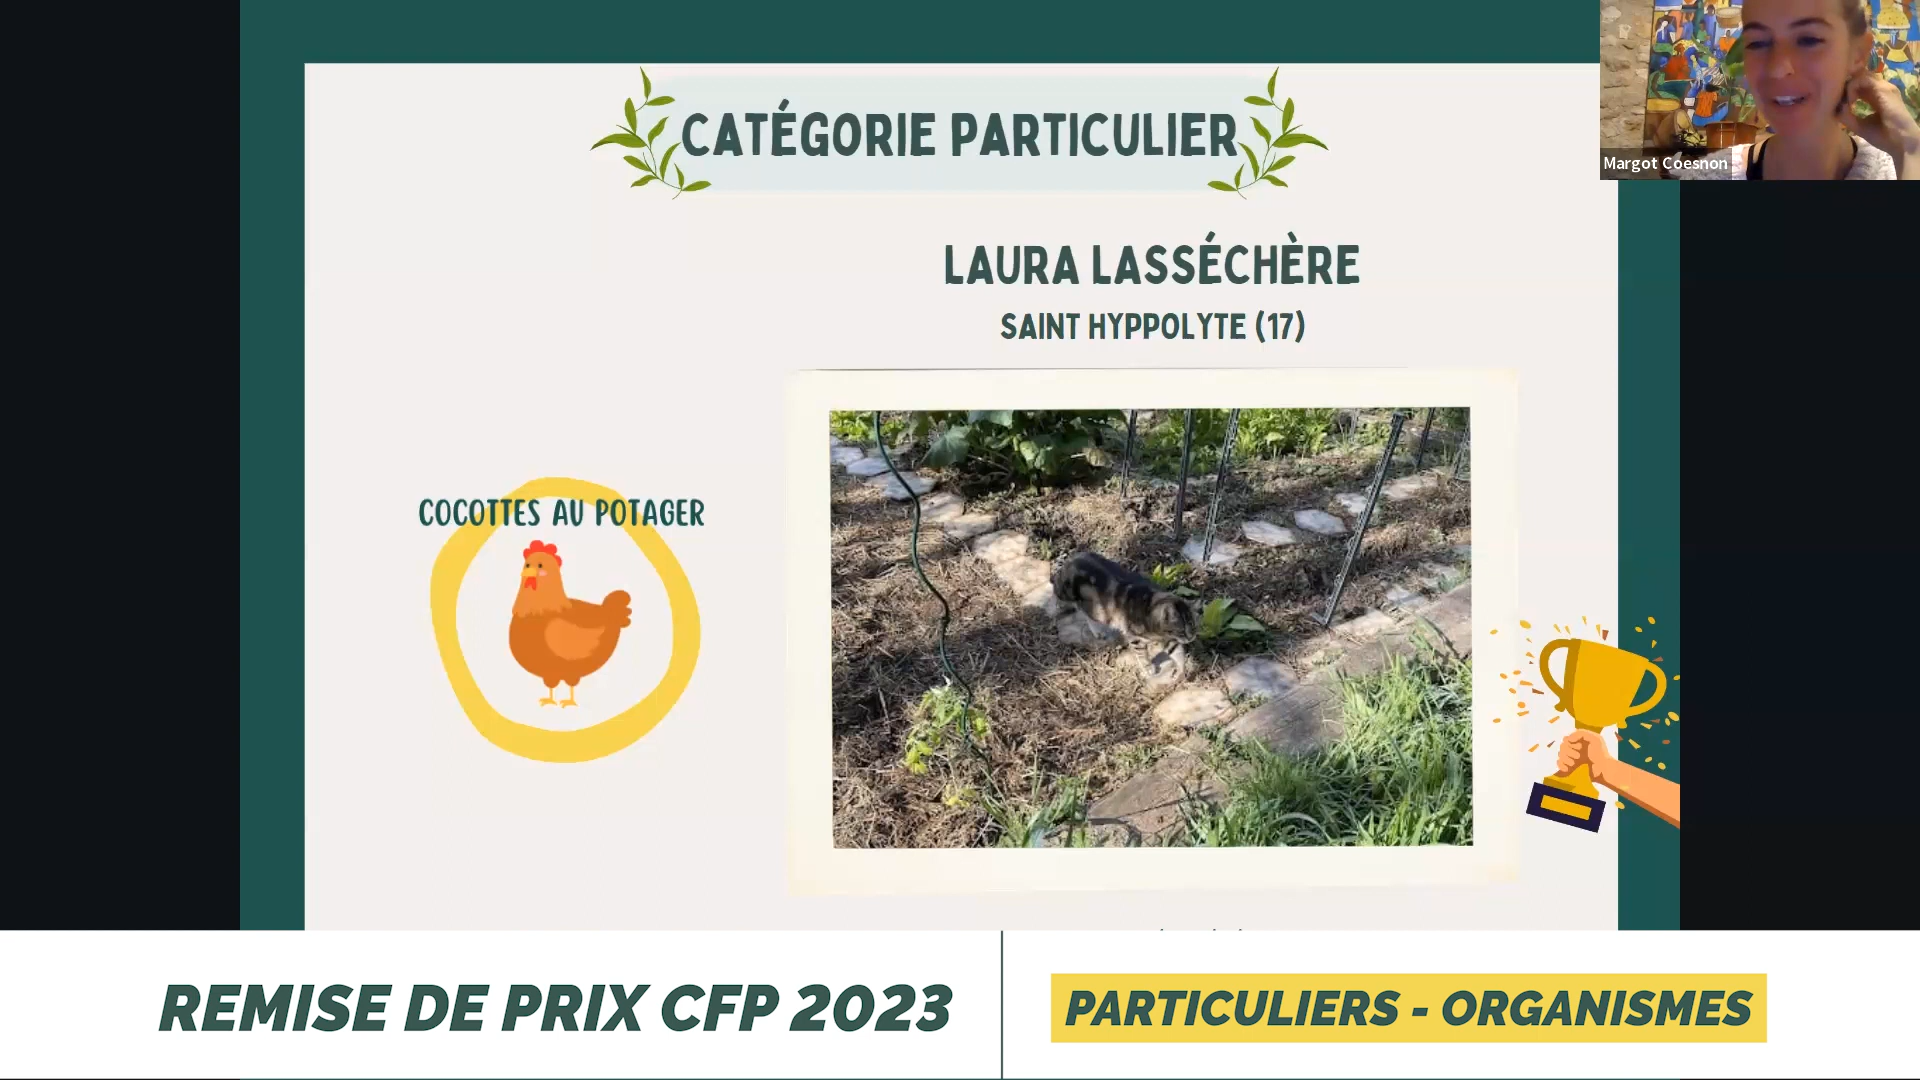 CATÉGORIE PARTICULIER
Margot Coesnon
LAURA LASSÉCHÈRE
SAINT HYPPOLYTE (17)
COCOTTES AU POTAGER
REMISE DE PRIX CFP 2023
PARTICULIERS - ORGANISMES